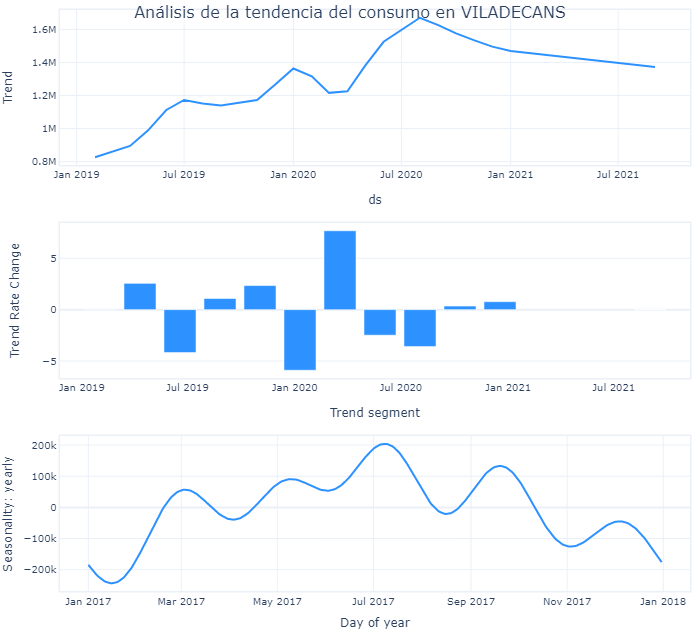 Análisis de la tendencia del consumo en VILADECANS
Trend
1.6M
1.4M
1.2M
1M
0.8M
Jan 2019 Jul 2019 Jan 2020 Jul 2020 Jan 2021 Jul 2021
ds
Trend Rate Change
5
0
−5
Jan 2019 Jul 2019 Jan 2020 Jul 2020 Jan 2021 Jul 2021
Trend segment
Seasonality: yearly
200k
100k
0
−100k
−200k
Jan 2017 Mar 2017 May 2017 Jul 2017 Sep 2017 Nov 2017 Jan 2018
Day of year